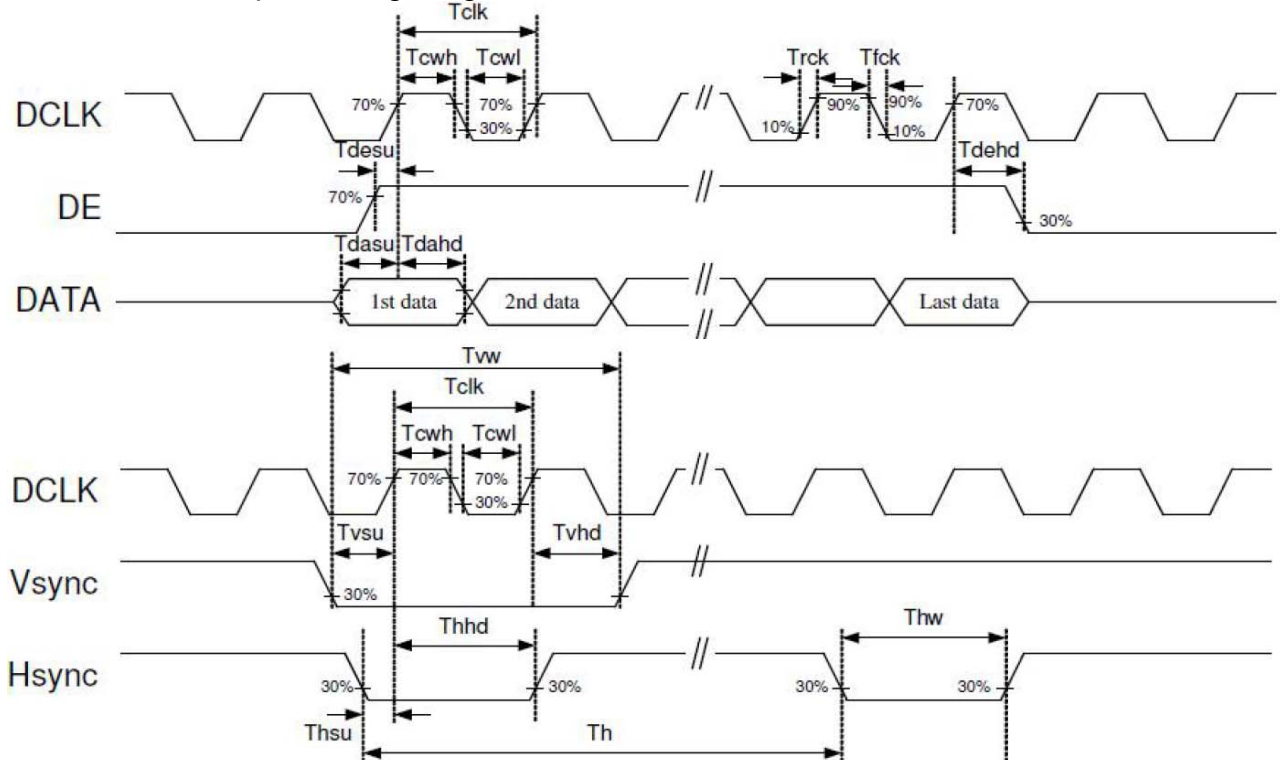 Tclk
Tcwh Tcwl Trck Tfck
DCLK 70% 70% 30% 10% 90% 90% 10% 70%
Tdesu Tdehd
DE 70% 30%
Tdasu Tdahd
DATA 1st data 2nd data Last data
Tvw
Tclk
Tcwh Tcwl
DCLK 70% 70% 70% 30%
Tvsu Tvhd
Vsync 30%
Thhd Thw
Hsync 30% 30% 30% 30%
Thsu Th